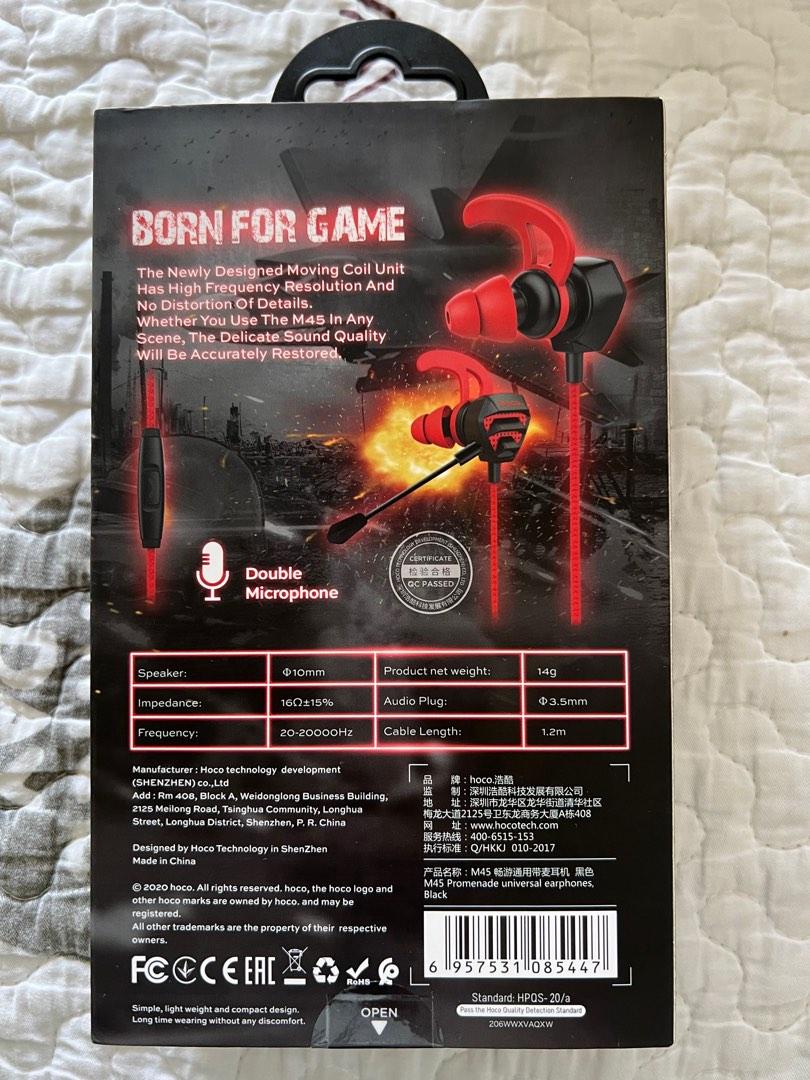 BORN FOR GAME
The Newly Designed Moving Coil Unit
Has High Frequency Resolution And
No Distortion Of Details.
Whether You Use The M45 In Any
Scene, The Delicate Sound Quality
Will Be Accurately Restored.
Double
Microphone
CERTIFICATE
检验合格
QC PASSED
Speaker: Φ10mm Product net weight: 14g
Impedance: 16Ω±15% Audio Plug: Φ3.5mm
Frequency: 20-20000Hz Cable Length: 1.2m
Manufacturer : Hoco technology development
(SHENZHEN) co.,Ltd
Add : Rm 408, Block A, Weidonglong Business Building,
2125 Meilong Road, Tsinghua Community, Longhua
Street, Longhua District, Shenzhen, P. R. China
Designed by Hoco Technology in ShenZhen
Made in China
© 2020 hoco. All rights reserved. hoco, the hoco logo and
other hoco marks are owned by hoco. and may be
registered.
All other trademarks are the property of their respective
owners.
FC CE EAC RoHS
Simple, light weight and compact design.
Long time wearing without any discomfort.
OPEN
品 牌：hoco.浩酷
监 制：深圳浩酷科技发展有限公司
地 址：深圳市龙华区龙华街道清华社区
梅龙大道2125号卫东龙商务大厦A栋408
网 址：www.hocotech.com
服务热线：400-6515-153
执行标准：Q/HKKJ 010-2017
产品名称：M45 畅游通用带麦耳机 黑色
M45 Promenade universal earphones,
Black
6 957531 085447
Standard: HPQS-20/a
Pass the Hoco Quality Detection Standard
206WWXVAQXW